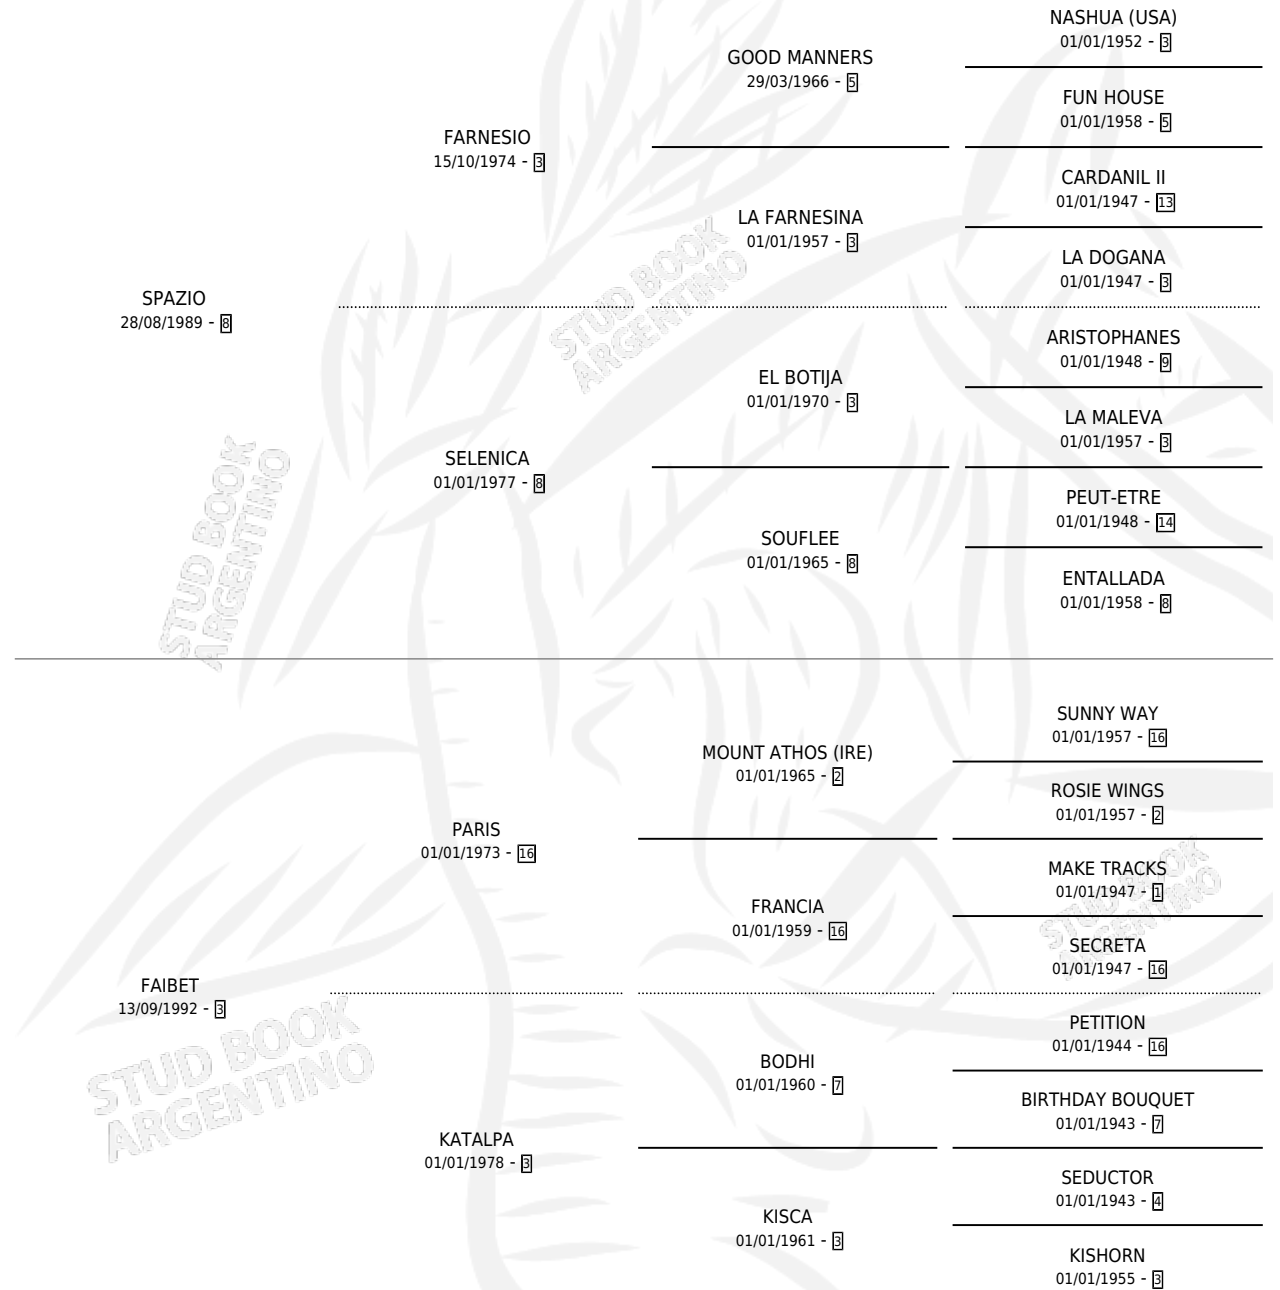 NASHUA (USA)
01/01/1952 - 3
GOOD MANNERS
29/03/1966 - 5
FUN HOUSE
01/01/1958 - 5
FARNESIO
15/10/1974 - 3
CARDANIL II
01/01/1947 - 13
LA FARNESINA
01/01/1957 - 3
LA DOGANA
01/01/1947 - 3
SPAZIO
28/08/1989 - 8
STUD BOOK
ARGENTINO
ARISTOPHANES
01/01/1948 - 9
EL BOTIJA
01/01/1970 - 3
LA MALEVA
01/01/1957 - 3
SELENICA
01/01/1977 - 8
PEUT-ETRE
01/01/1948 - 14
SOUFLEE
01/01/1965 - 8
ENTALLADA
01/01/1958 - 8
STUD BOOK
ARGENTINO
SUNNY WAY
01/01/1957 - 16
MOUNT ATHOS (IRE)
01/01/1965 - 2
ROSIE WINGS
01/01/1957 - 2
PARIS
01/01/1973 - 16
MAKE TRACKS
01/01/1947 - 1
FRANCIA
01/01/1959 - 16
STUD BOOK
ARGENTINO
SECRETA
01/01/1947 - 16
FAIBET
13/09/1992 - 3
STUD BOOK
ARGENTINO
PETITION
01/01/1944 - 16
BODHI
01/01/1960 - 7
BIRTHDAY BOUQUET
01/01/1943 - 7
KATALPA
01/01/1978 - 3
SEDUCTOR
01/01/1943 - 4
KISCA
01/01/1961 - 3
KISHORN
01/01/1955 - 3